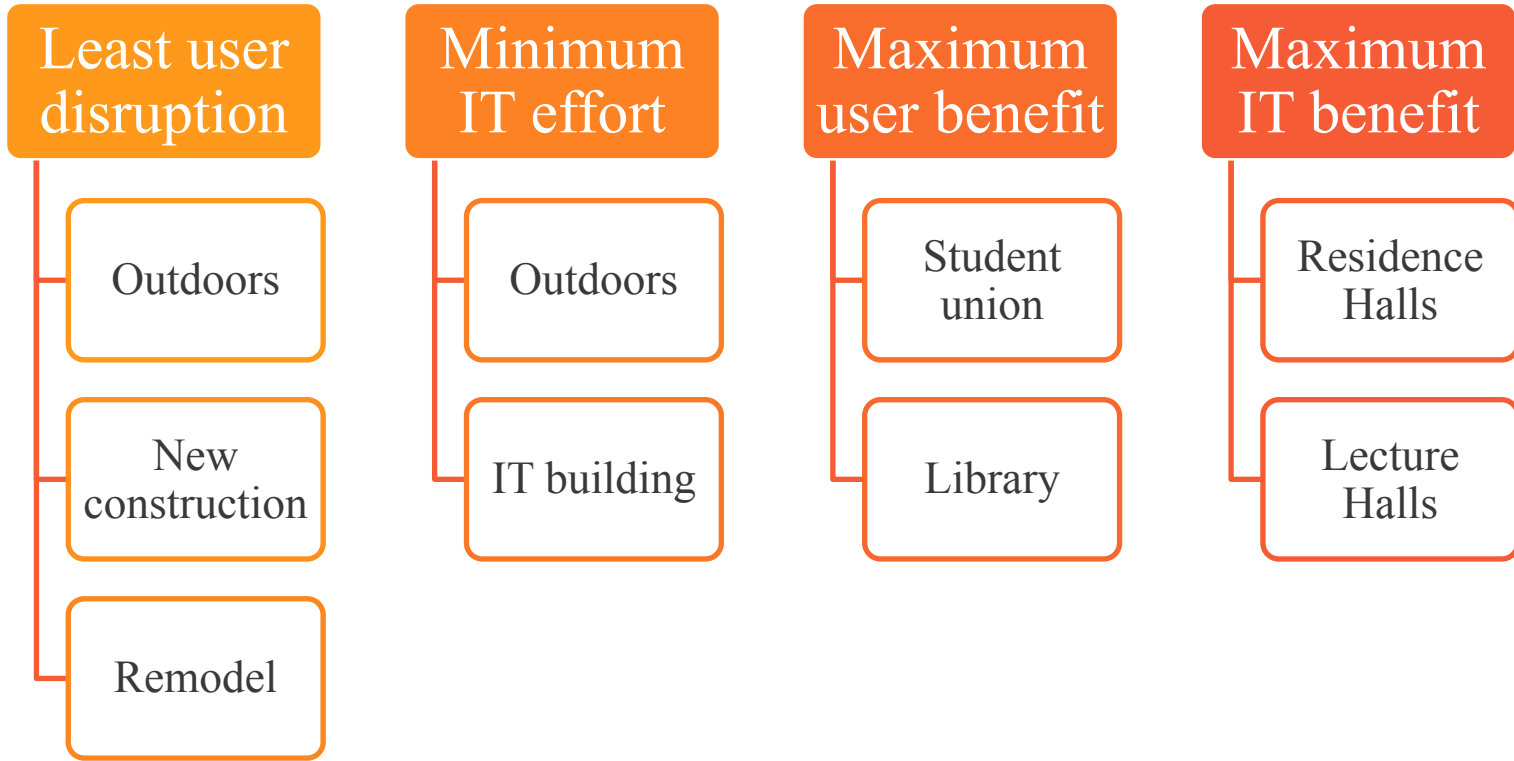 Least user
disruption
Outdoors
New
construction
Remodel
Minimum
IT effort
Outdoors
IT building
Maximum
user benefit
Student
union
Library
Maximum
IT benefit
Residence
Halls
Lecture
Halls